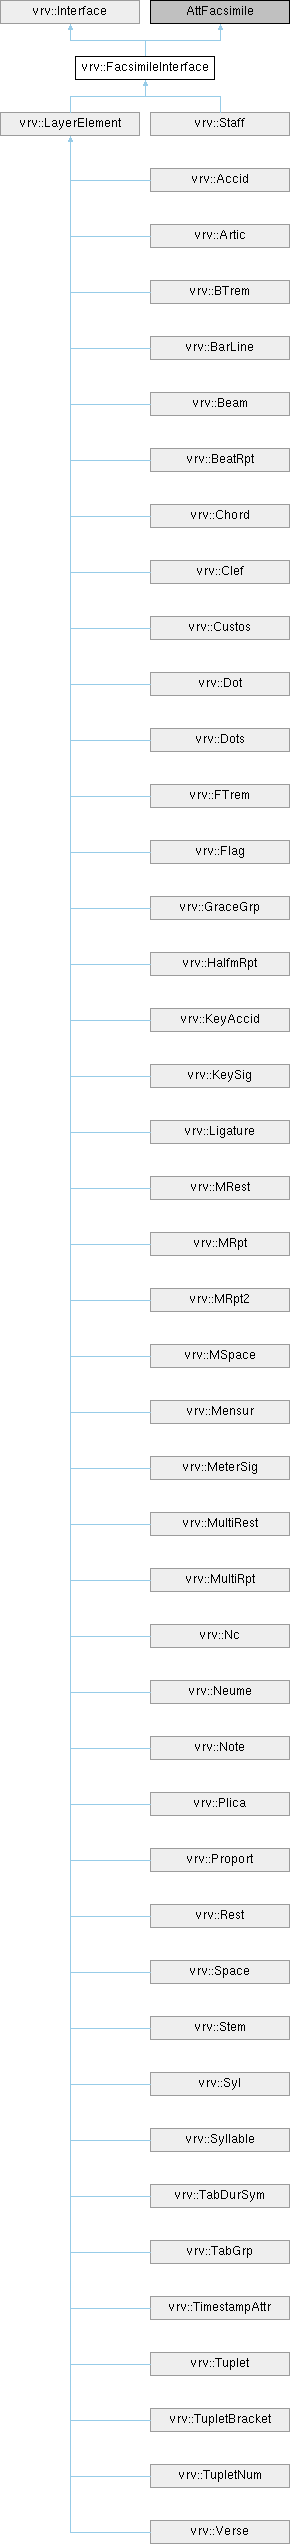 vrv::Interface
AttFacsimile
vrv::FacsimileInterface
vrv::LayerElement
vrv::Staff
vrv::Accid
vrv::Artic
vrv::BTrem
vrv::BarLine
vrv::Beam
vrv::BeatRpt
vrv::Chord
vrv::Clef
vrv::Custos
vrv::Dot
vrv::Dots
vrv::FTrem
vrv::Flag
vrv::GraceGrp
vrv::HalfmRpt
vrv::KeyAccid
vrv::KeySig
vrv::Ligature
vrv::MRest
vrv::MRpt
vrv::MRpt2
vrv::MSpace
vrv::Mensur
vrv::MeterSig
vrv::MultiRest
vrv::MultiRpt
vrv::Nc
vrv::Neume
vrv::Note
vrv::Plica
vrv::Proport
vrv::Rest
vrv::Space
vrv::Stem
vrv::Syl
vrv::Syllable
vrv::TabDurSym
vrv::TabGrp
vrv::TimestampAttr
vrv::Tuplet
vrv::TupletBracket
vrv::TupletNum
vrv::Verse